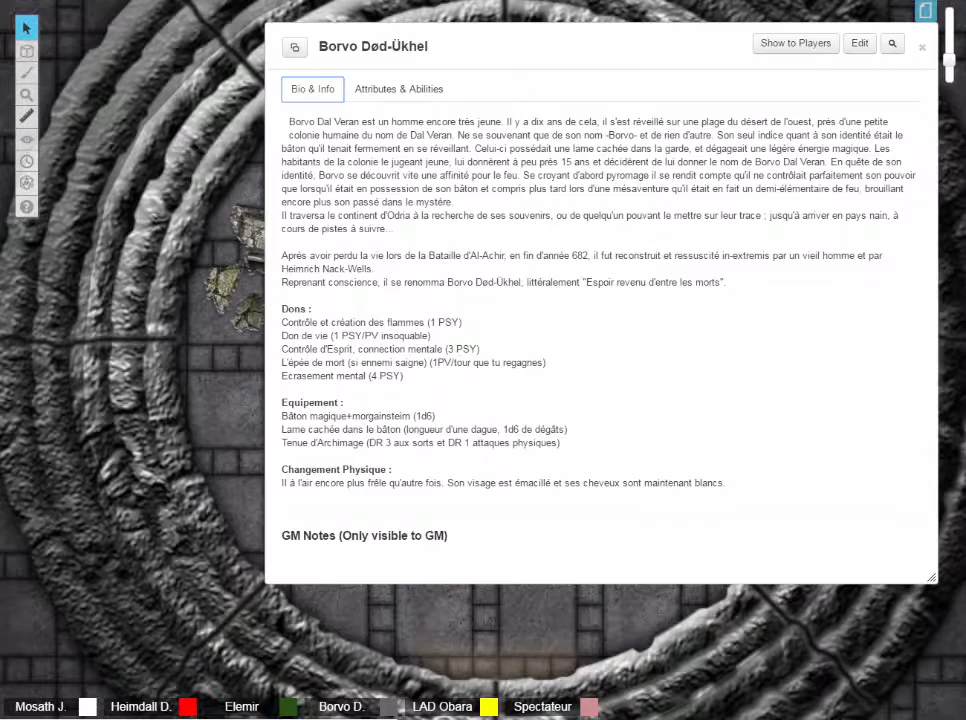 Borvo Død-Ükhel
Show to Players
Edit
Bio & Info
Attributes & Abilities
Borvo Dal Veran est un homme encore très jeune. Il y a dix ans de cela, il s'est réveillé sur une plage du désert de l'ouest, près d'une petite
colonie humaine du nom de Dal Veran. Ne se souvenant que de son nom -Borvo- et de rien d'autre. Son seul indice quant à son identité était le
bâton qu'il tenait fermement en se réveillant. Celui-ci possédait une lame cachée dans la garde, et dégageait une légère énergie magique. Les
habitants de la colonie le jugeant jeune, lui donnèrent à peu près 15 ans et décidèrent de lui donner le nom de Borvo Dal Veran. En quête de son
identité, Borvo se découvrit vite une affinité pour le feu. Se croyant d'abord pyromage il se rendit compte qu'il ne contrôlait parfaitement son pouvoir
que lorsqu'il était en possession de son bâton et compris plus tard lors d'une mésaventure qu'il était en fait un demi-élémentaire de feu, brouillant
encore plus son passé dans le mystère.
Il traversa le continent d'Odria à la recherche de ses souvenirs, ou de quelqu'un pouvant le mettre sur leur trace ; jusqu'à arriver en pays nain, à
cours de pistes à suivre...
Après avoir perdu la vie lors de la Bataille d'Al-Achir, en fin d'année 682, il fut reconstruit et ressuscité in-extremis par un vieil homme et par
Heimrich Nack-Wells.
Reprenant conscience, il se renomma Borvo Død-Ükhel, littéralement "Espoir revenu d'entre les morts".
Dons :
Contrôle et création des flammes (1 PSY)
Don de vie (1 PSY/PV insoquable)
Contrôle d'Esprit, connection mentale (3 PSY)
L'épée de mort (si ennemi saigne) (1PV/tour que tu regagnes)
Ecrasement mental (4 PSY)
Equipement :
Bâton magique+morgainsteirn (1d6)
Lame cachée dans le bâton (longueur d'une dague, 1d6 de dégâts)
Tenue d'Archimage (DR 3 aux sorts et DR 1 attaques physiques)
Changement Physique :
Il à l'air encore plus frêle qu'autre fois. Son visage est émacillé et ses cheveux sont maintenant blancs.
GM Notes (Only visible to GM)
Mosath J.
Heimdall D.
Elemir
Borvo D.
LAD Obara
Spectateur